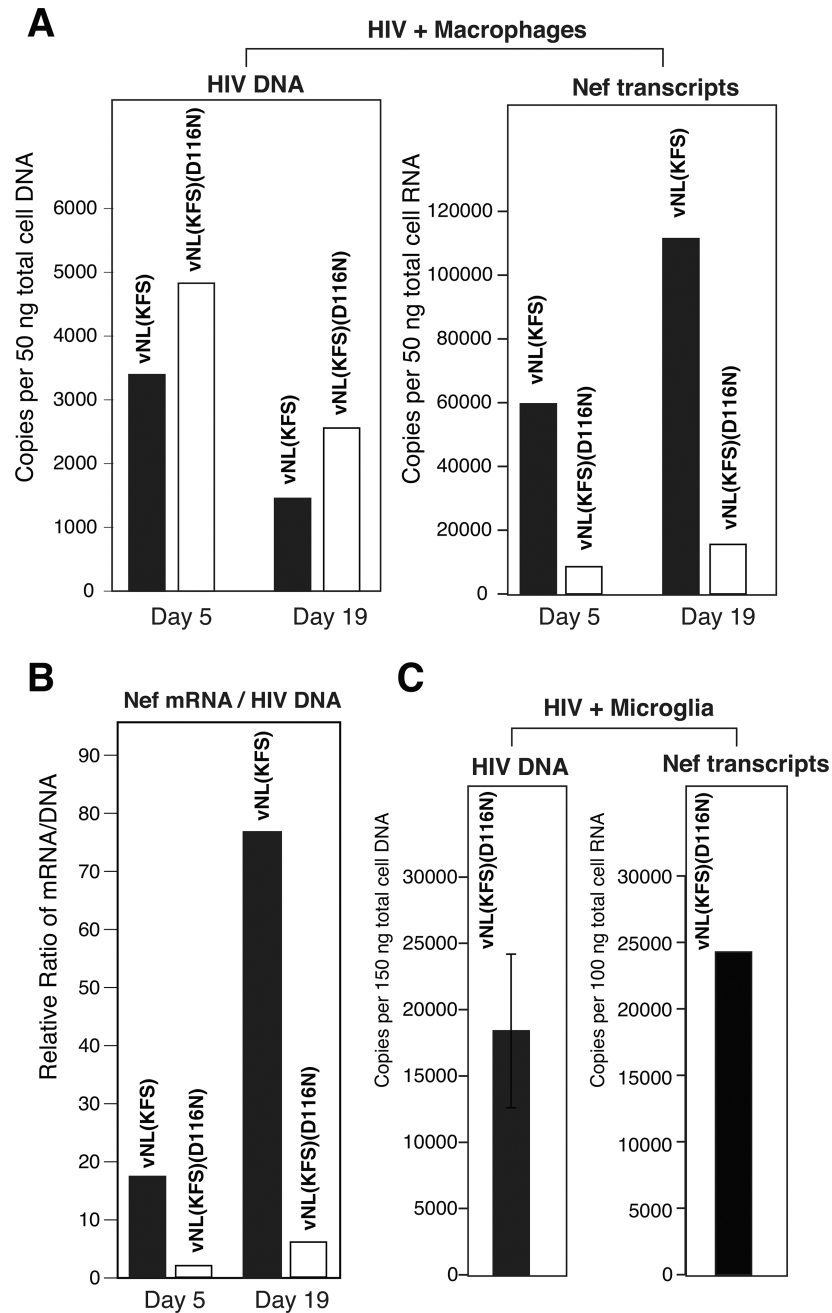 A
HIV + Macrophages
HIV DNA
Copies per 50 ng total cell DNA
6000
5000
4000
3000
2000
1000
0
vNL(KFS)
vNL(KFS)(D116N)
vNL(KFS)
vNL(KFS)(D116N)
Day 5
Day 19
Nef transcripts
Copies per 50 ng total cell RNA
120000
100000
80000
60000
40000
20000
0
vNL(KFS)
vNL(KFS)(D116N)
vNL(KFS)
vNL(KFS)(D116N)
Day 5
Day 19
B
Nef mRNA / HIV DNA
Relative Ratio of mRNA/DNA
90
80
70
60
50
40
30
20
10
0
vNL(KFS)
vNL(KFS)(D116N)
vNL(KFS)
vNL(KFS)(D116N)
Day 5
Day 19
C
HIV + Microglia
HIV DNA
Copies per 150 ng total cell DNA
30000
25000
20000
15000
10000
5000
0
vNL(KFS)(D116N)
Nef transcripts
Copies per 100 ng total cell RNA
30000
25000
20000
15000
10000
5000
0
vNL(KFS)(D116N)